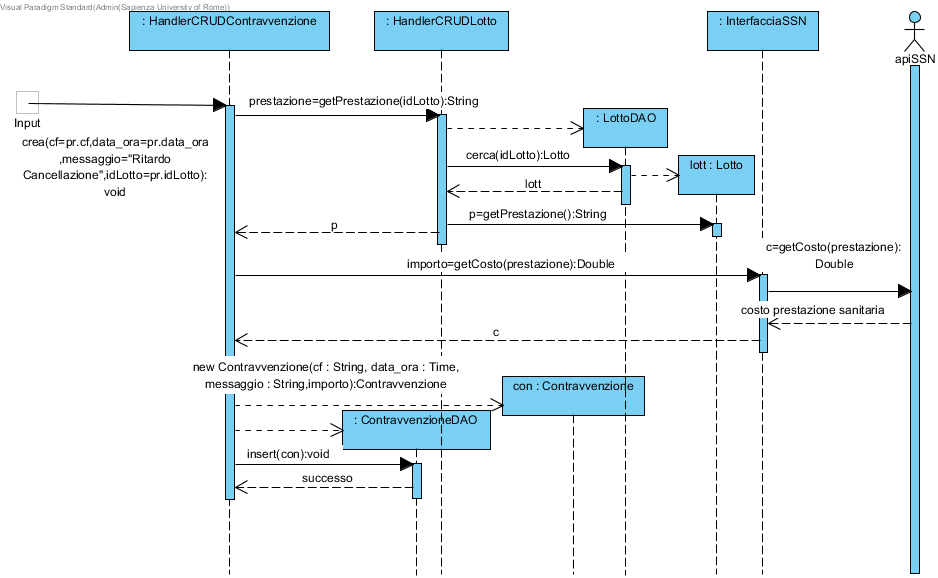 Visual Paradigm Standard(Admin(Sapienza University of Rome))
: HandlerCRUDContravvenzione
: HandlerCRUDLotto
: InterfacciaSSN
apiSSN
Input
crea(cf=pr.cf,data_ora=pr.data_ora
,messaggio="Ritardo
Cancellazione",idLotto=pr.idLotto):
void
prestazione=getPrestazione(idLotto):String
: LottoDAO
cerca(idLotto):Lotto
lott : Lotto
lott
p=getPrestazione():String
p
c=getCosto(prestazione):
Double
importo=getCosto(prestazione):Double
costo prestazione sanitaria
c
new Contravvenzione(cf : String, data_ora : Time,
messaggio : String,importo):Contravvenzione
con : Contravvenzione
: ContravvenzioneDAO
insert(con):void
successo